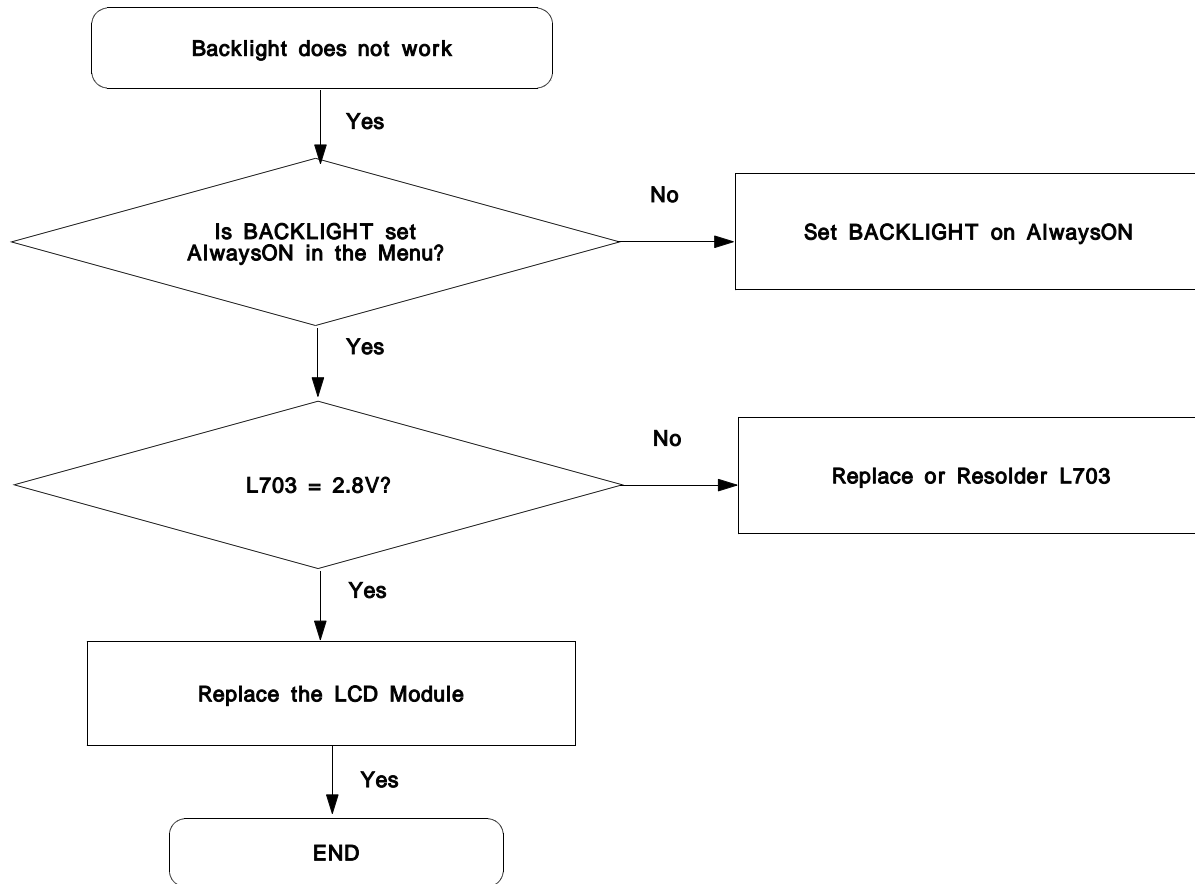 Backlight does not work
Yes
Is BACKLIGHT set
AlwaysON in the Menu?
No
Set BACKLIGHT on AlwaysON
Yes
L703 = 2.8V?
No
Replace or Resolder L703
Yes
Replace the LCD Module
Yes
END